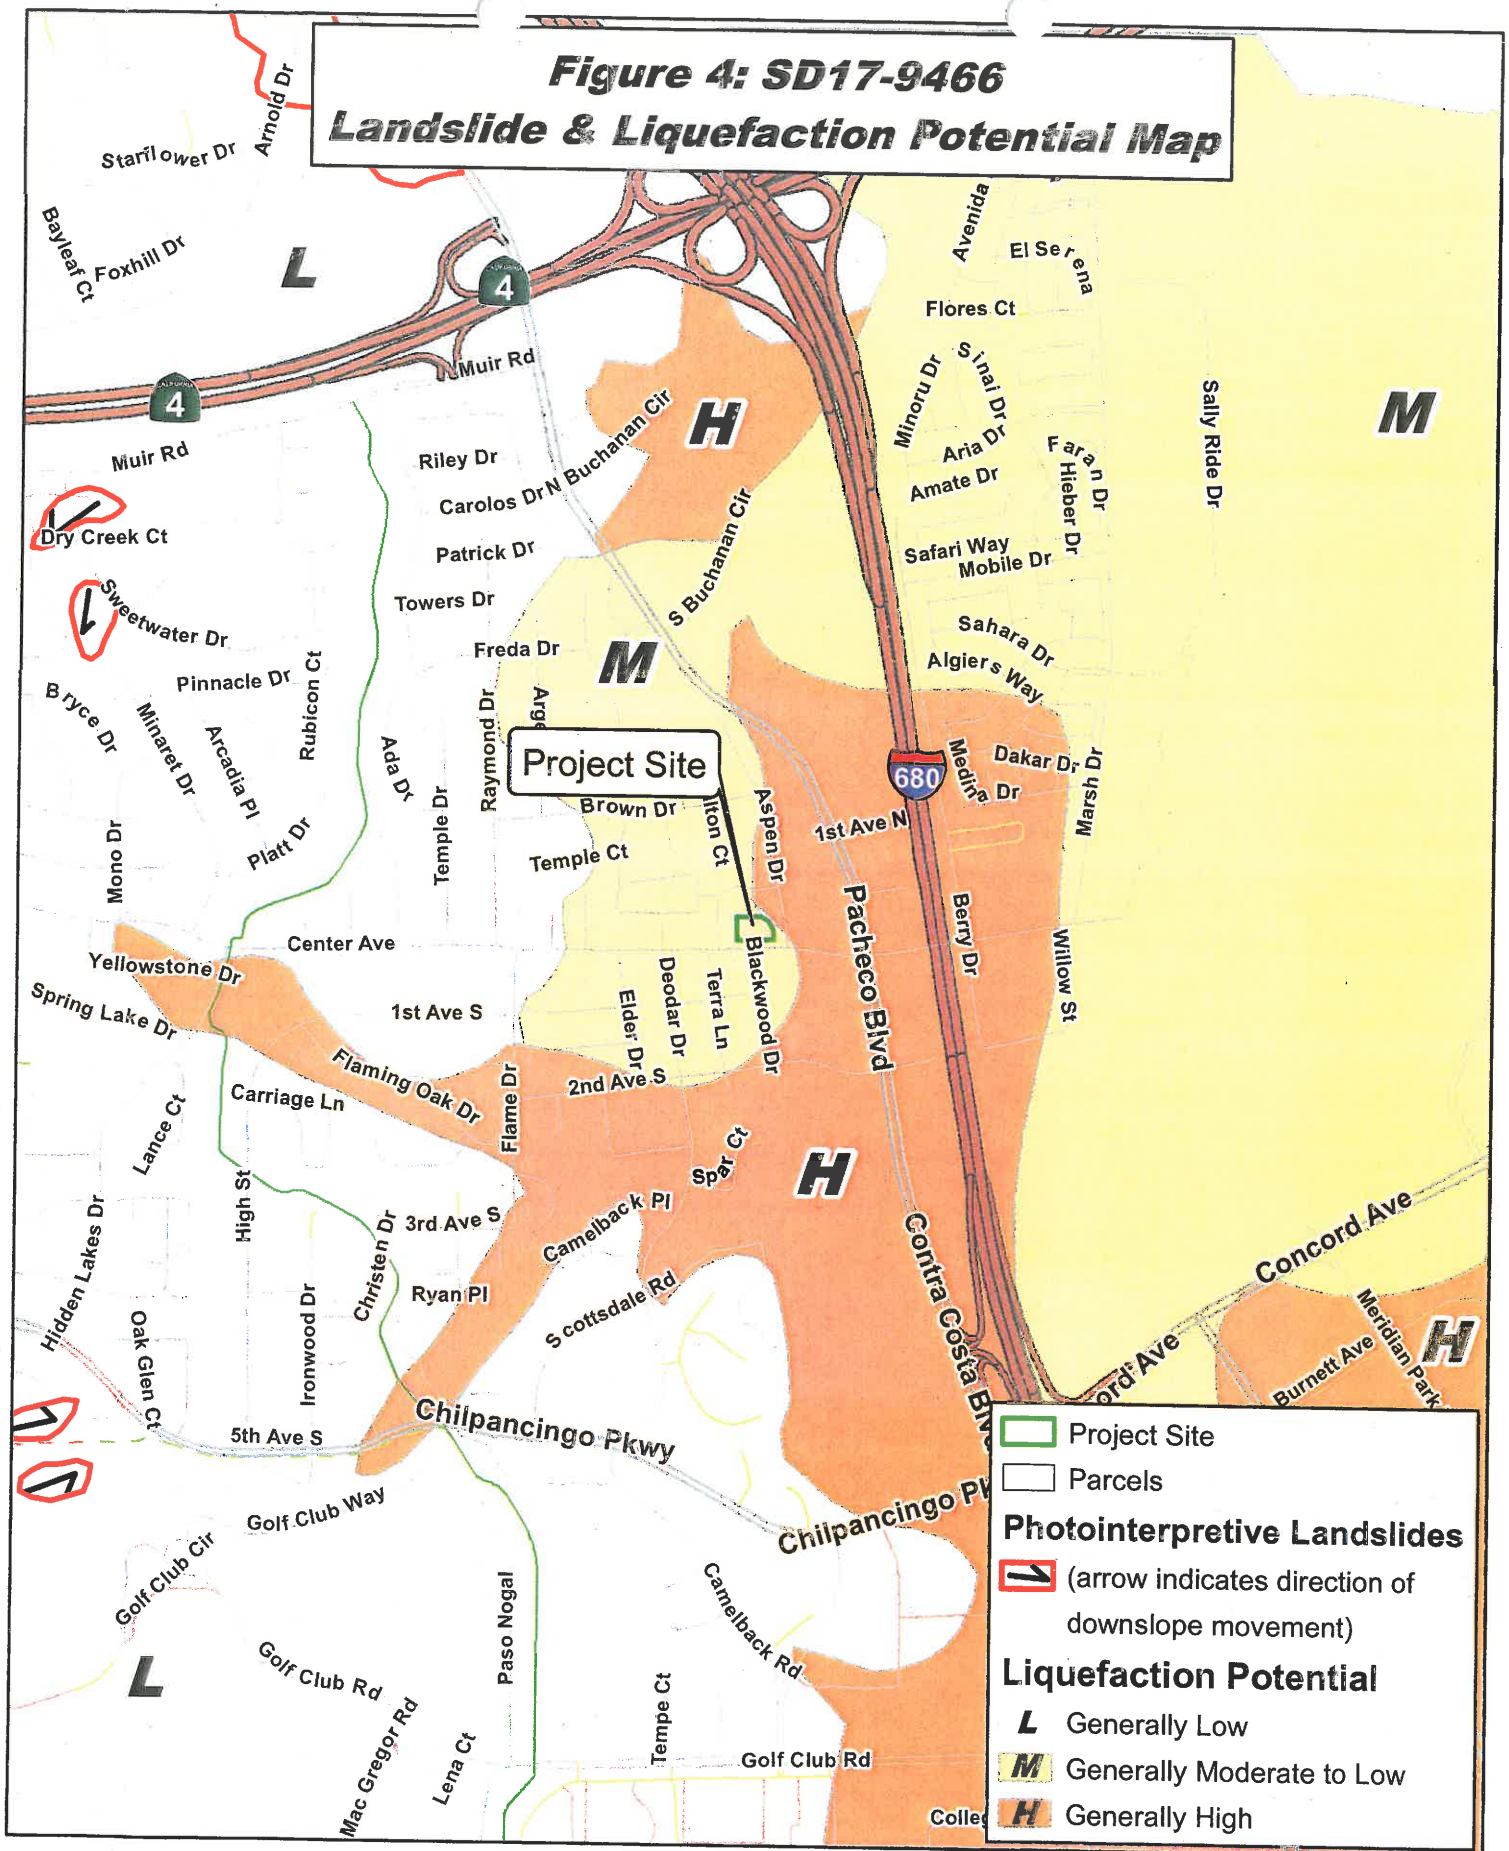 Figure 4: SD17-9466
Landslide & Liquefaction Potential Map
Arnold Dr
Starflower Dr
Bayleaf Ct
Foxhill Dr
L
4
4
Muir Rd
Muir Rd
Avenida
El Serena
Flores Ct
Minoru Dr
Sinai Dr
Aria Dr
Amate Dr
Faran Dr
Hieber Dr
Sally Ride Dr
M
H
N Buchanan Cir
Riley Dr
Carolos Dr
Patrick Dr
S Buchanan Cir
Safari Way
Mobile Dr
Dry Creek Ct
Sweetwater Dr
Towers Dr
Freda Dr
M
Sahara Dr
Algiers Way
Pinnacle Dr
Rubicon Ct
Bryce Dr
Minaret Dr
Arcadia Pl
Ada Dr
Raymond Dr
Arge
Project Site
680
Medina Dr
Dakar Dr
Marsh Dr
Brown Dr
lton Ct
Aspen Dr
1st Ave N
Mono Dr
Platt Dr
Temple Dr
Temple Ct
Pacheco Blvd
Berry Dr
Willow St
Center Ave
Yellowstone Dr
Spring Lake Dr
1st Ave S
Elder Dr
Deodar Dr
Terra Ln
Blackwood Dr
Flaming Oak Dr
Flame Dr
2nd Ave S
Carriage Ln
Lance Ct
Spar Ct
H
High St
Hidden Lakes Dr
Christen Dr
3rd Ave S
Camelback Pl
Ryan Pl
Scottsdale Rd
Contra Costa Blv
Concord Ave
ord Ave
Meridian Park
Burnett Ave
H
Oak Glen Ct
Ironwood Dr
5th Ave S
Chilpancingo Pkwy
Chilpancingo Pk
Golf Club Way
Golf Club Cir
Golf Club Rd
L
Paso Nogal
Camelback Rd
Mac Gregor Rd
Lena Ct
Tempe Ct
Golf Club Rd
Colleg
Project Site
Parcels
Photointerpretive Landslides
(arrow indicates direction of
downslope movement)
Liquefaction Potential
L Generally Low
M Generally Moderate to Low
H Generally High